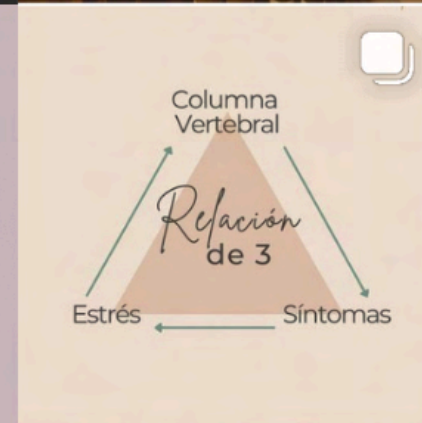 Columna
Vertebral
Relación
de 3
Estrés
Síntomas